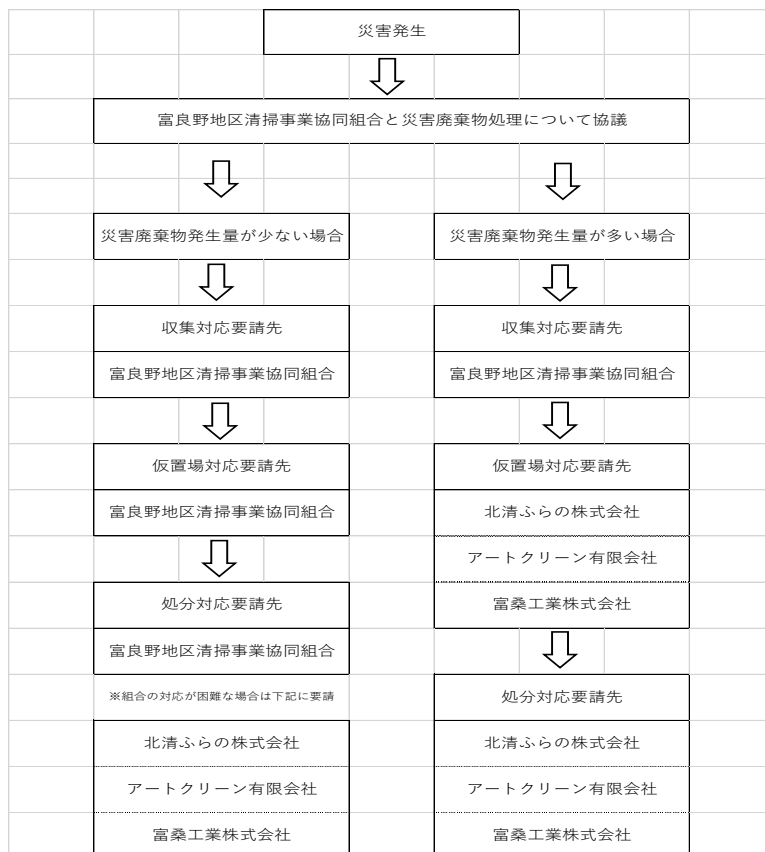 災害発生
富良野地区清掃事業協同組合と災害廃棄物処理について協議
災害廃棄物発生量が少ない場合
収集対応要請先
富良野地区清掃事業協同組合
仮置場対応要請先
富良野地区清掃事業協同組合
処分対応要請先
富良野地区清掃事業協同組合
※組合の対応が困難な場合は下記に要請
北清ふらの株式会社
アートクリーン有限会社
富桑工業株式会社
災害廃棄物発生量が多い場合
収集対応要請先
富良野地区清掃事業協同組合
仮置場対応要請先
北清ふらの株式会社
アートクリーン有限会社
富桑工業株式会社
処分対応要請先
北清ふらの株式会社
アートクリーン有限会社
富桑工業株式会社